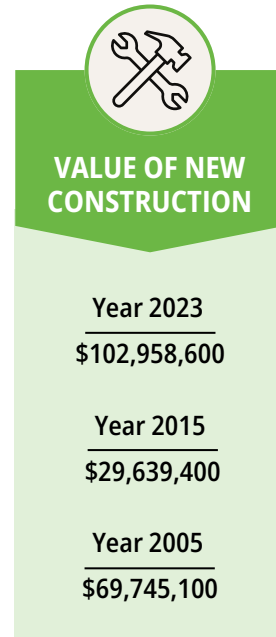 VALUE OF NEW
CONSTRUCTION
Year 2023
$102,958,600
Year 2015
$29,639,400
Year 2005
$69,745,100